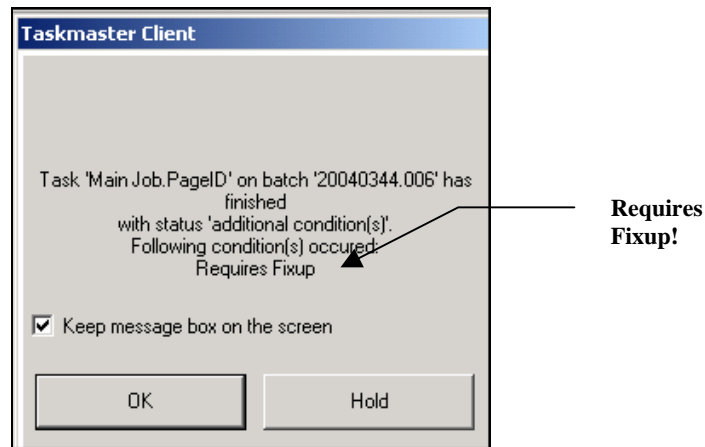 Taskmaster Client
Task 'Main Job.PageID' on batch '20040344.006' has
finished
with status 'additional condition(s)'.
Following condition(s) occured:
Requires Fixup
Keep message box on the screen
OK
Hold
Requires
Fixup!